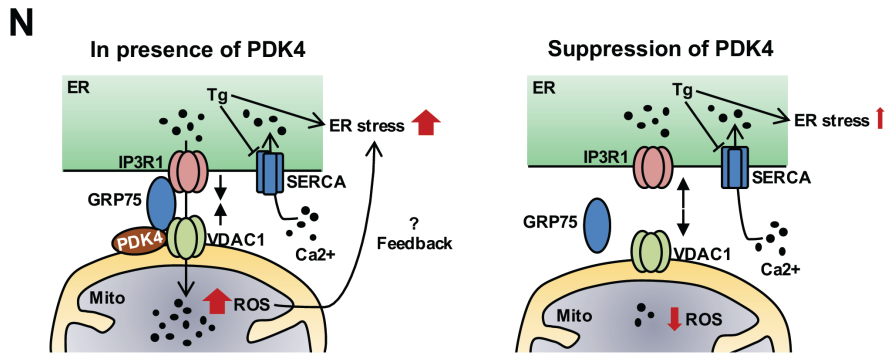 N
In presence of PDK4
ER
Tg
ER stress
IP3R1
SERCA
GRP75
PDK4
VDAC1
Ca2+
?
Feedback
Mito
ROS
Suppression of PDK4
ER
Tg
ER stress
IP3R1
SERCA
GRP75
VDAC1
Ca2+
Mito
ROS